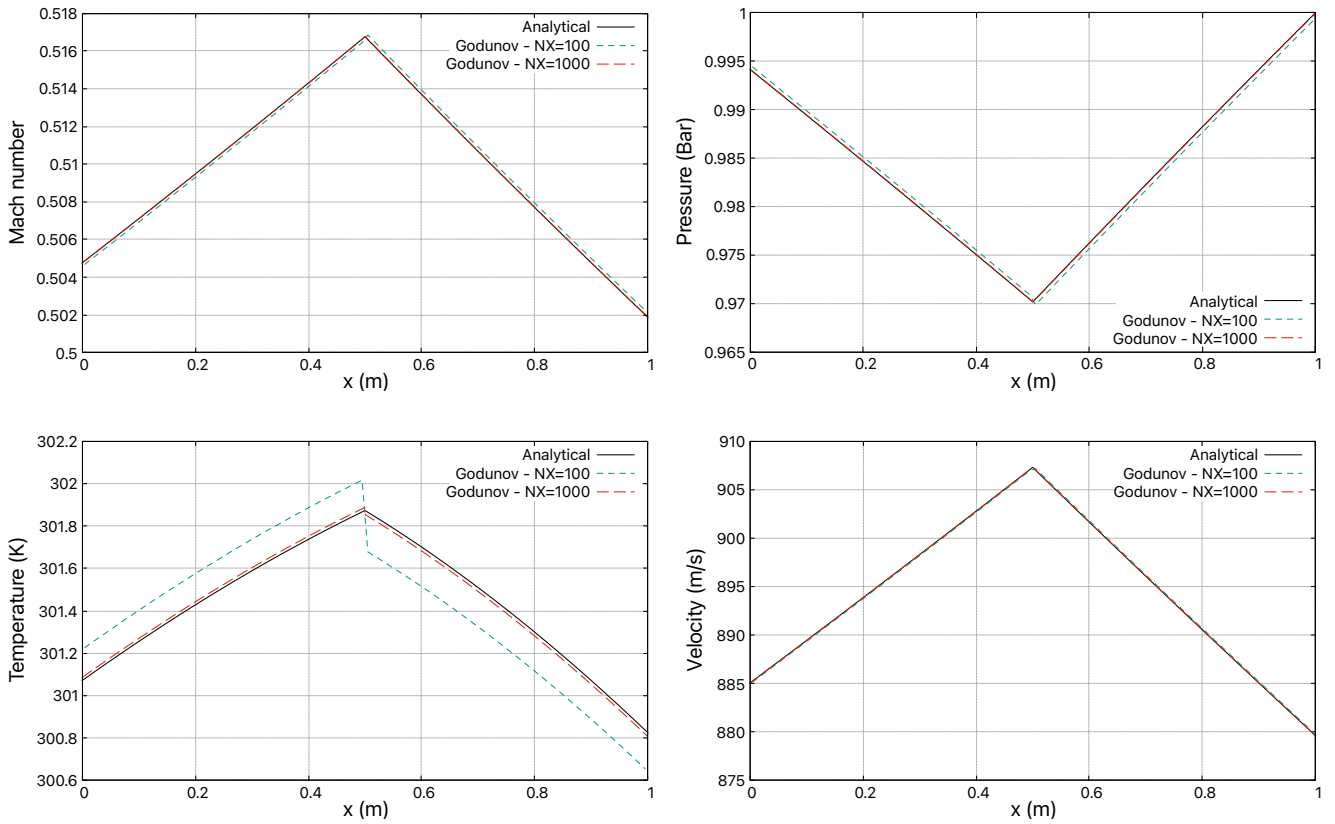 0.518
0.516
0.514
0.512
0.51
0.508
0.506
0.504
0.502
0.5
Mach number
Analytical
Godunov - NX=100
Godunov - NX=1000
0 0.2 0.4 0.6 0.8 1
x (m)
1
0.995
0.99
0.985
0.98
0.975
0.97
0.965
Pressure (Bar)
Analytical
Godunov - NX=100
Godunov - NX=1000
0 0.2 0.4 0.6 0.8 1
x (m)
302.2
302
301.8
301.6
301.4
301.2
301
300.8
300.6
Temperature (K)
Analytical
Godunov - NX=100
Godunov - NX=1000
0 0.2 0.4 0.6 0.8 1
x (m)
910
905
900
895
890
885
880
875
Velocity (m/s)
Analytical
Godunov - NX=100
Godunov - NX=1000
0 0.2 0.4 0.6 0.8 1
x (m)